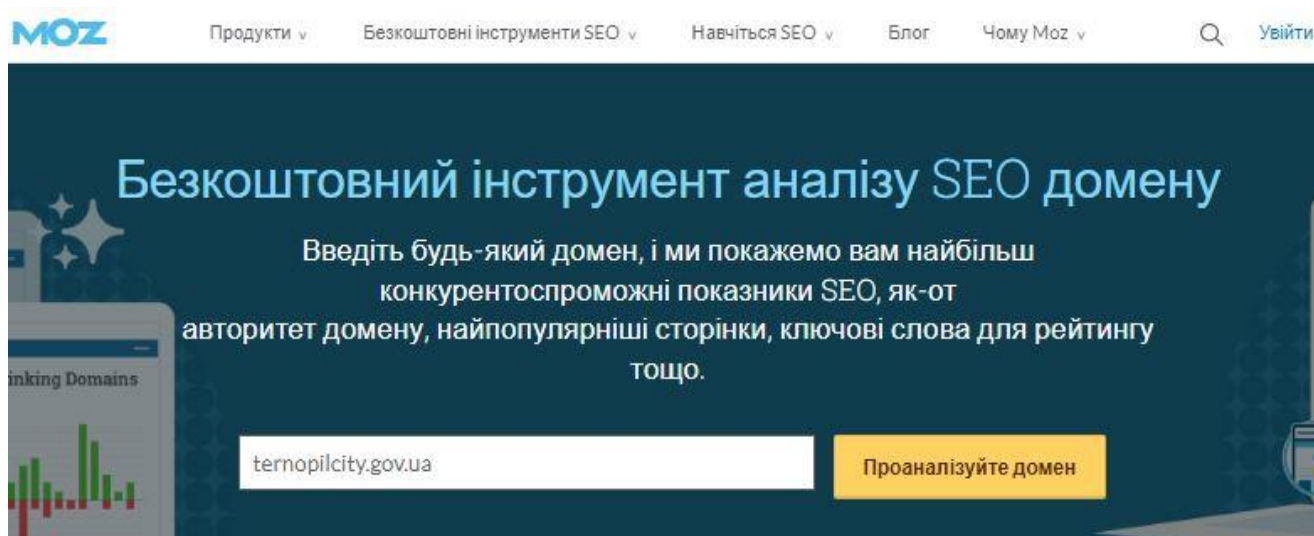 MOZ
Продукти
Безкоштовні інструменти SEO
Навчіться SEO
Блог
Чому Moz
Увійти
Безкоштовний інструмент аналізу SEO домену
Введіть будь-який домен, і ми покажемо вам найбільш
конкурентоспроможні показники SEO, як-от
авторитет домену, найпопулярніші сторінки, ключові слова для рейтингу
тощо.
inking Domains
ternopilcity.gov.ua
Проаналізуйте домен